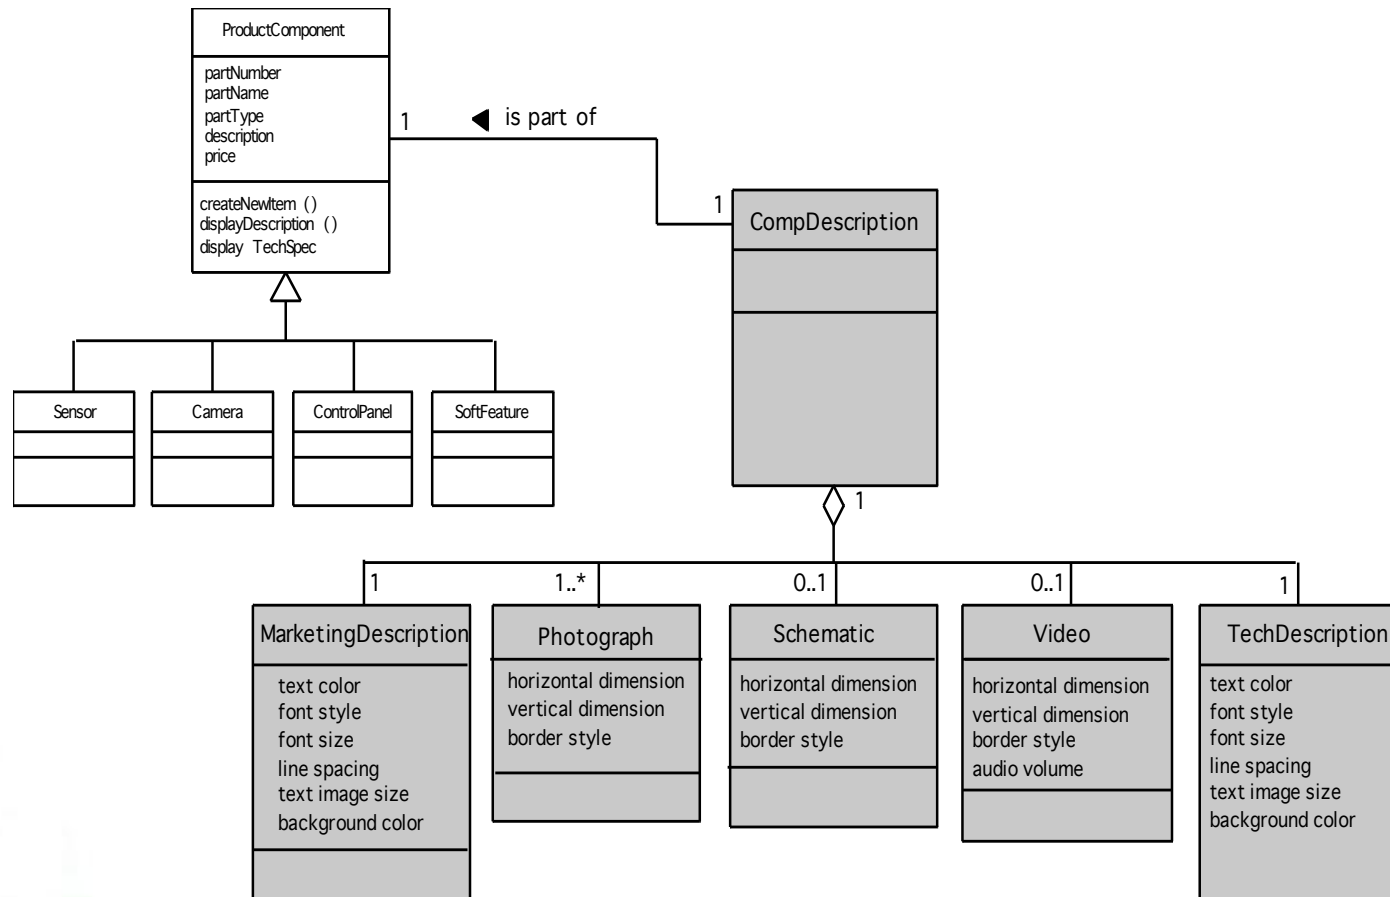 ProductComponent
partNumber
partName
partType
description
price
createNewItem ()
displayDescription ()
display TechSpec
1
◀ is part of
1
CompDescription
Sensor
Camera
ControlPanel
SoftFeature
1
1
1..*
0..1
0..1
1
MarketingDescription
text color
font style
font size
line spacing
text image size
background color
Photograph
horizontal dimension
vertical dimension
border style
Schematic
horizontal dimension
vertical dimension
border style
Video
horizontal dimension
vertical dimension
border style
audio volume
TechDescription
text color
font style
font size
line spacing
text image size
background color